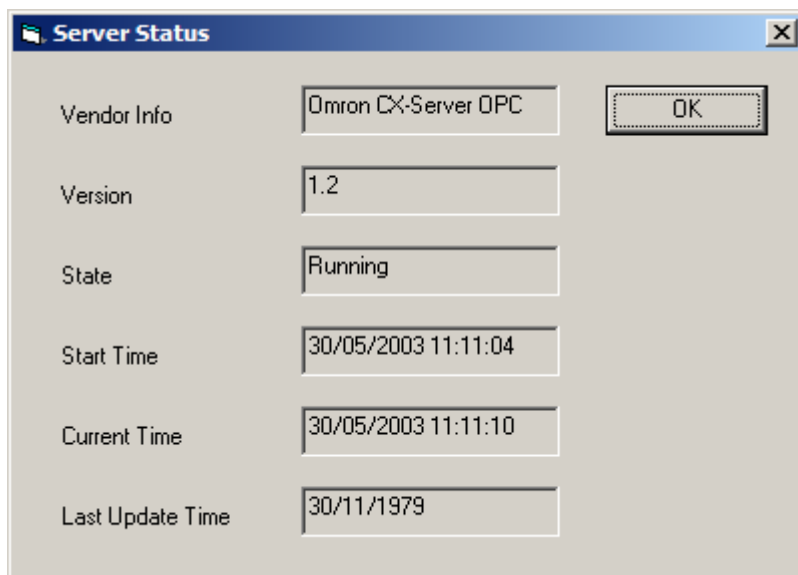 Server Status
Vendor Info Omron CX-Server OPC OK
Version 1.2
State Running
Start Time 30/05/2003 11:11:04
Current Time 30/05/2003 11:11:10
Last Update Time 30/11/1979